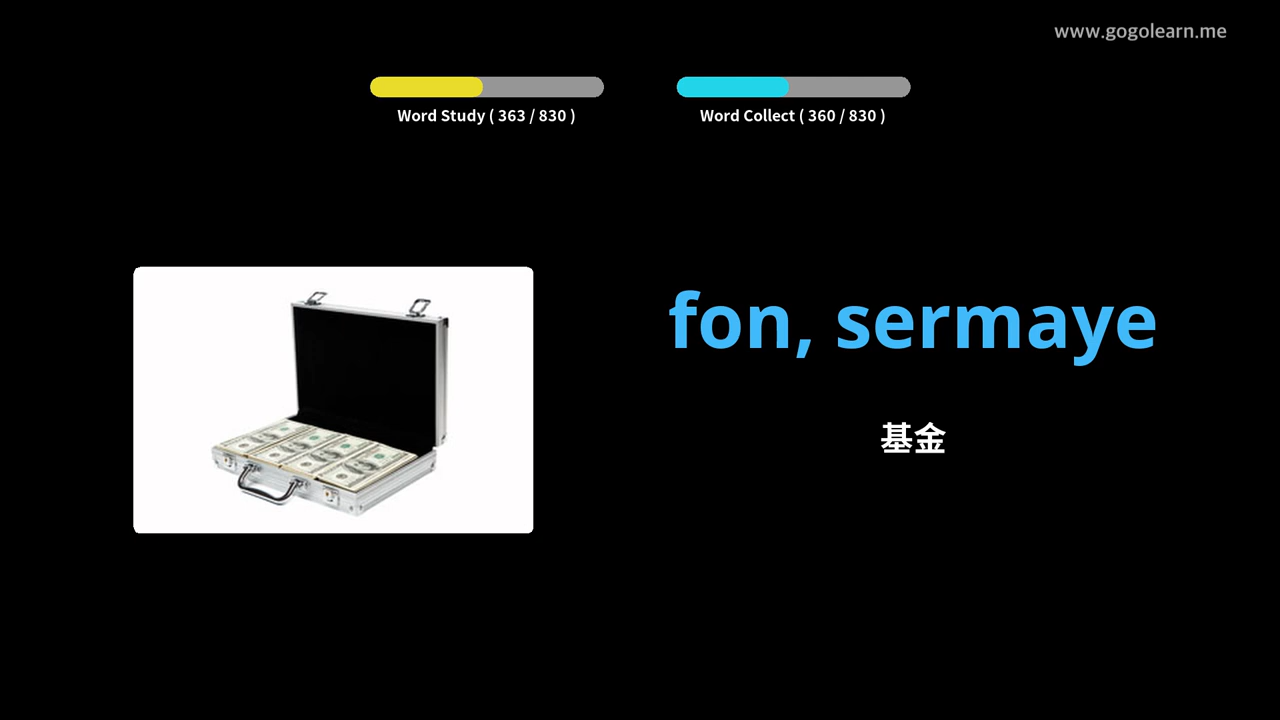 www.gogolearn.me
Word Study ( 363 / 830 )
Word Collect ( 360 / 830 )
fon, sermaye
基金